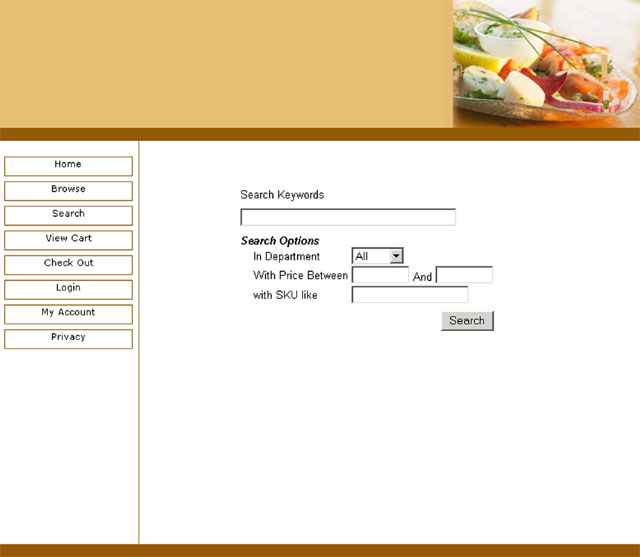 Home
Browse
Search
View Cart
Check Out
Login
My Account
Privacy
Search Keywords
Search Options
In Department All
With Price Between And
with SKU like
Search